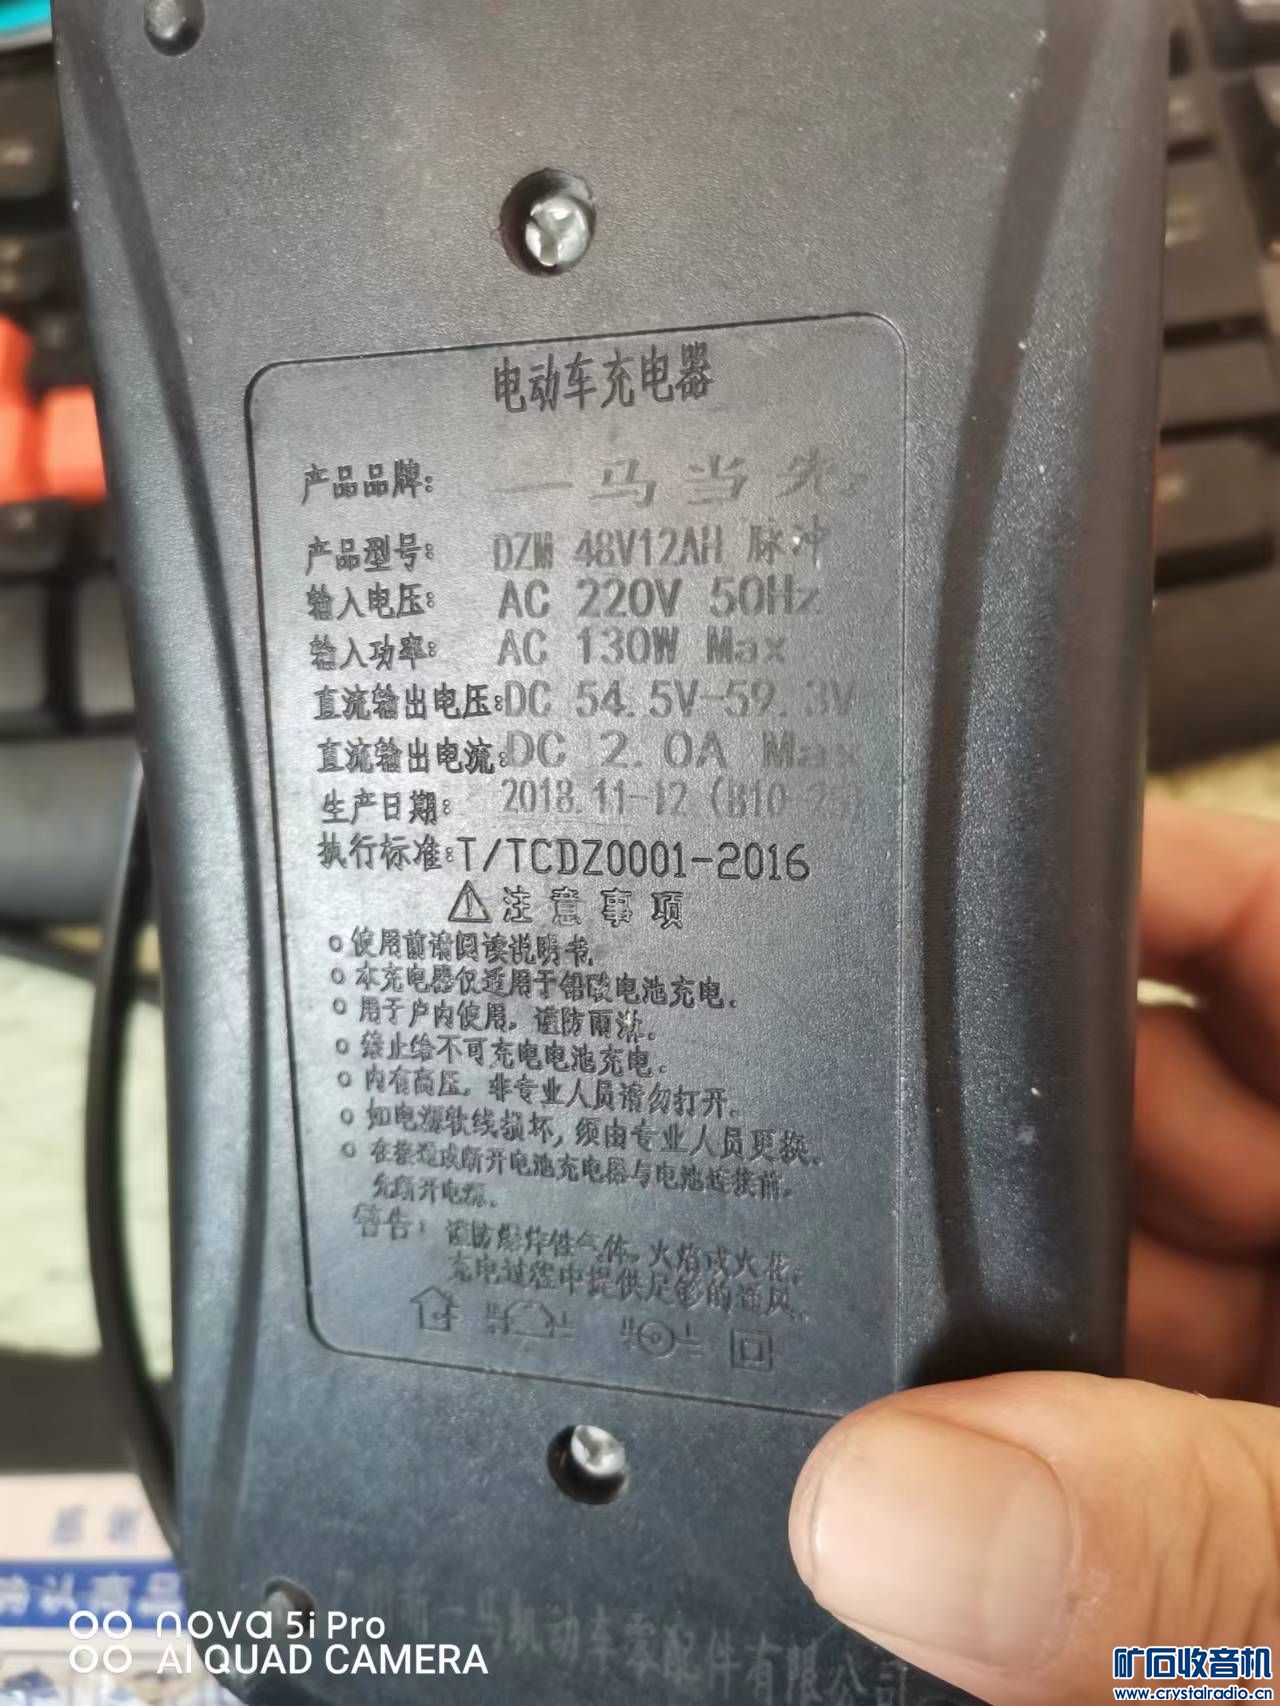 电动车充电器
产品品牌: 一马当先
产品型号: DZM 48V12AH 脉冲
输入电压: AC 220V 50Hz
输入功率: AC 130W Max
直流输出电压:DC 54.5V-59.3V
直流输出电流:DC 2.0A Max
生产日期: 2018.11-12(B10
执行标准:T/TCDZ0001-2016
⚠注意事项
使用前请阅读说明书.
本充电器仅适用于铅酸电池充电.
用于户内使用.谨防雨淋.
禁止给不可充电电池充电.
内有高压.非专业人员请勿打开.
如电源软线损坏,须由专业人员更换.
在接通或断开电池充电器与电池连接前.
先断开电源.
警告: 谨防爆炸性气体.火焰或火花,
充电过程中提供足够的通风.
动车零配件有限公司
确认商品
nova 5i Pro
AI QUAD CAMERA
矿石收音机
www.crystalradio.cn